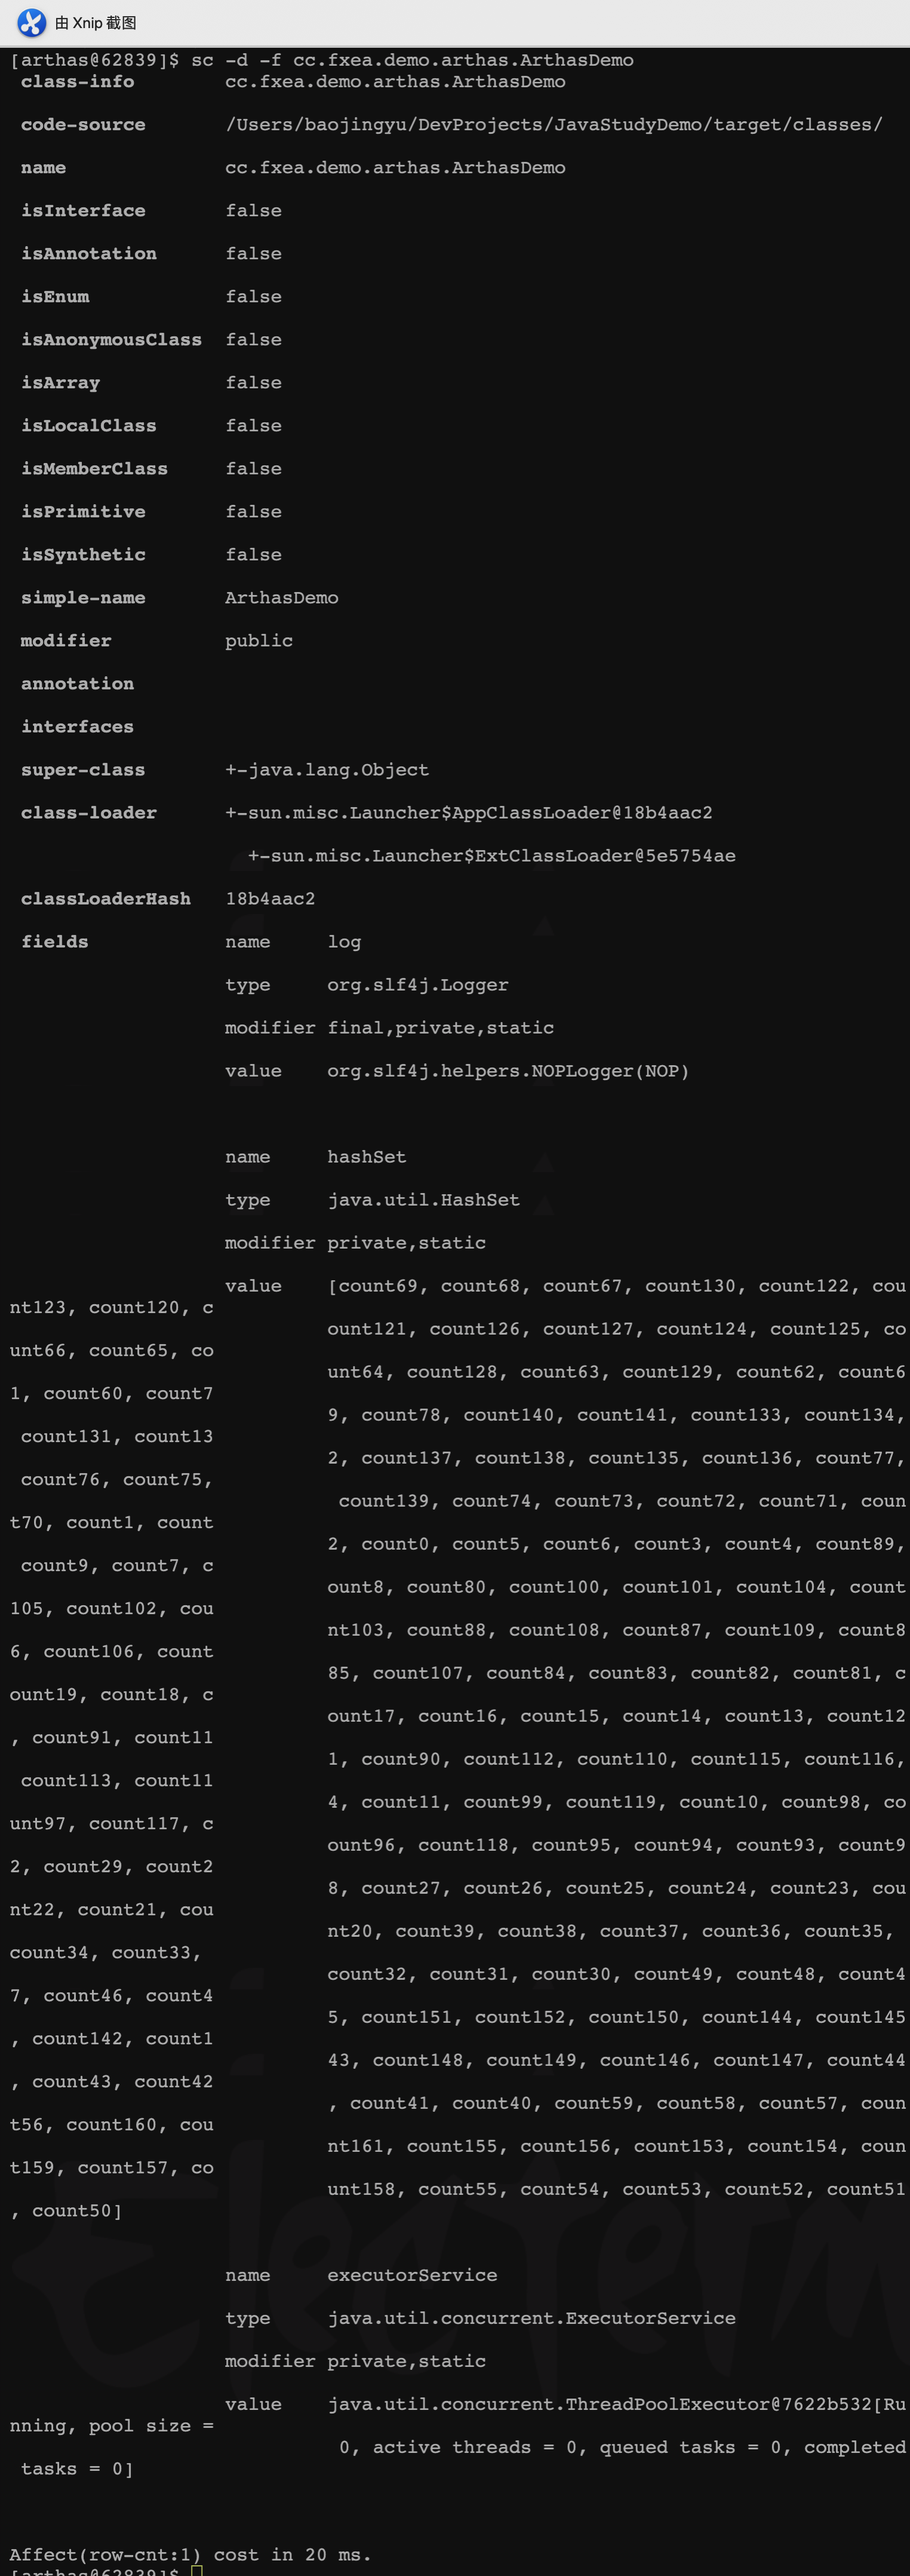 由 Xnip 截图
[arthas@62839]$ sc -d -f cc.fxea.demo.arthas.ArthasDemo
class-info cc.fxea.demo.arthas.ArthasDemo
code-source /Users/baojingyu/DevProjects/JavaStudyDemo/target/classes/
name cc.fxea.demo.arthas.ArthasDemo
isInterface false
isAnnotation false
isEnum false
isAnonymousClass false
isArray false
isLocalClass false
isMemberClass false
isPrimitive false
isSynthetic false
simple-name ArthasDemo
modifier public
annotation
interfaces
super-class +-java.lang.Object
class-loader +-sun.misc.Launcher$AppClassLoader@18b4aac2
+-sun.misc.Launcher$ExtClassLoader@5e5754ae
classLoaderHash 18b4aac2
fields name log
type org.slf4j.Logger
modifier final,private,static
value org.slf4j.helpers.NOPLogger(NOP)
name hashSet
type java.util.HashSet
modifier private,static
value [count69, count68, count67, count130, count122, cou
nt123, count120, c
ount121, count126, count127, count124, count125, co
unt66, count65, co
unt64, count128, count63, count129, count62, count6
1, count60, count7
9, count78, count140, count141, count133, count134,
count131, count13
2, count137, count138, count135, count136, count77,
count76, count75,
count139, count74, count73, count72, count71, coun
t70, count1, count
2, count0, count5, count6, count3, count4, count89,
count9, count7, c
ount8, count80, count100, count101, count104, count
105, count102, cou
nt103, count88, count108, count87, count109, count8
6, count106, count
85, count107, count84, count83, count82, count81, c
ount19, count18, c
ount17, count16, count15, count14, count13, count12
, count91, count11
1, count90, count112, count110, count115, count116,
count113, count11
4, count11, count99, count119, count10, count98, co
unt97, count117, c
ount96, count118, count95, count94, count93, count9
2, count29, count2
8, count27, count26, count25, count24, count23, cou
nt22, count21, cou
nt20, count39, count38, count37, count36, count35,
count34, count33,
count32, count31, count30, count49, count48, count4
7, count46, count4
5, count151, count152, count150, count144, count145
, count142, count1
43, count148, count149, count146, count147, count44
, count43, count42
, count41, count40, count59, count58, count57, coun
t56, count160, cou
nt161, count155, count156, count153, count154, coun
t159, count157, co
unt158, count55, count54, count53, count52, count51
, count50]
name executorService
type java.util.concurrent.ExecutorService
modifier private,static
value java.util.concurrent.ThreadPoolExecutor@7622b532[Ru
nning, pool size =
0, active threads = 0, queued tasks = 0, completed
tasks = 0]
Affect(row-cnt:1) cost in 20 ms.
[arthas@62839]$